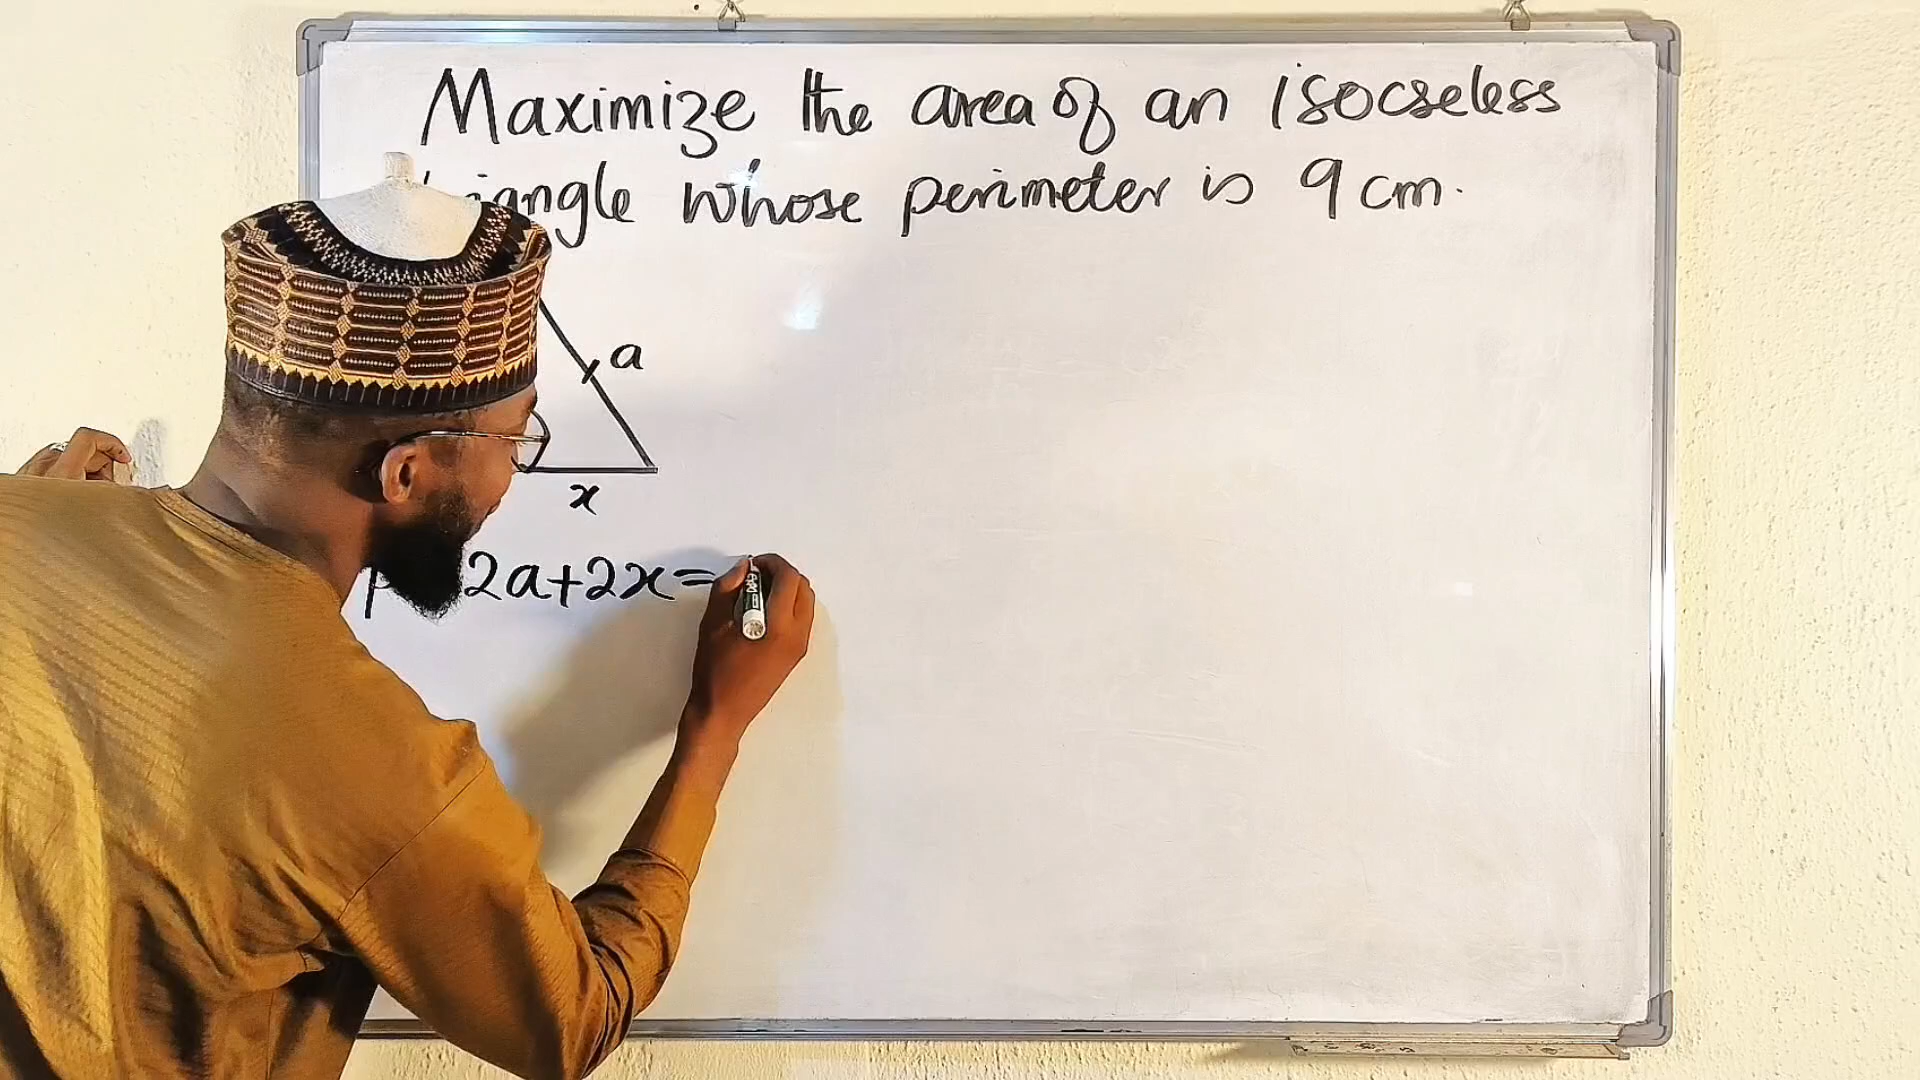 Maximize the area of an isocseless
triangle whose perimeter is 9 cm.
a
x
p 2a+2x=